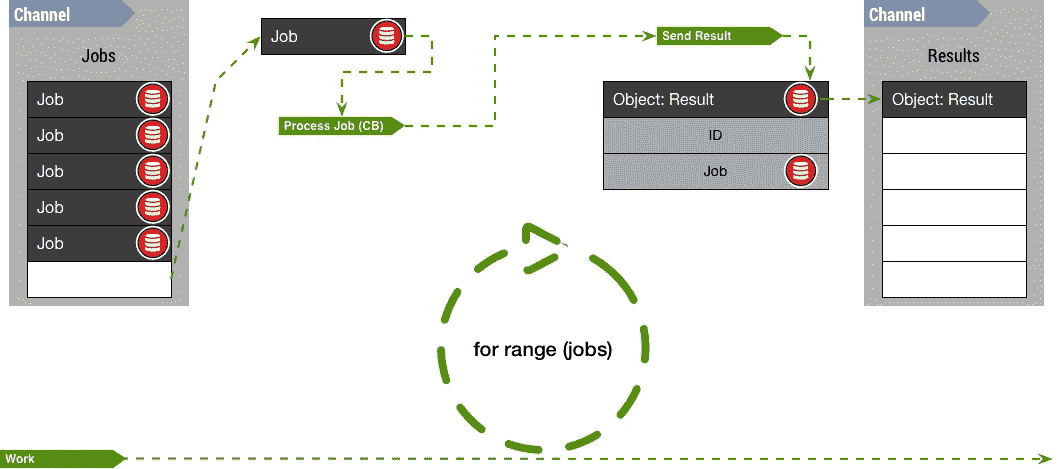 Channel
Jobs
Job
Job
Job
Job
Job
Job
Process Job (CB)
Send Result
Object: Result
ID
Job
Channel
Results
Object: Result
for range (jobs)
Work